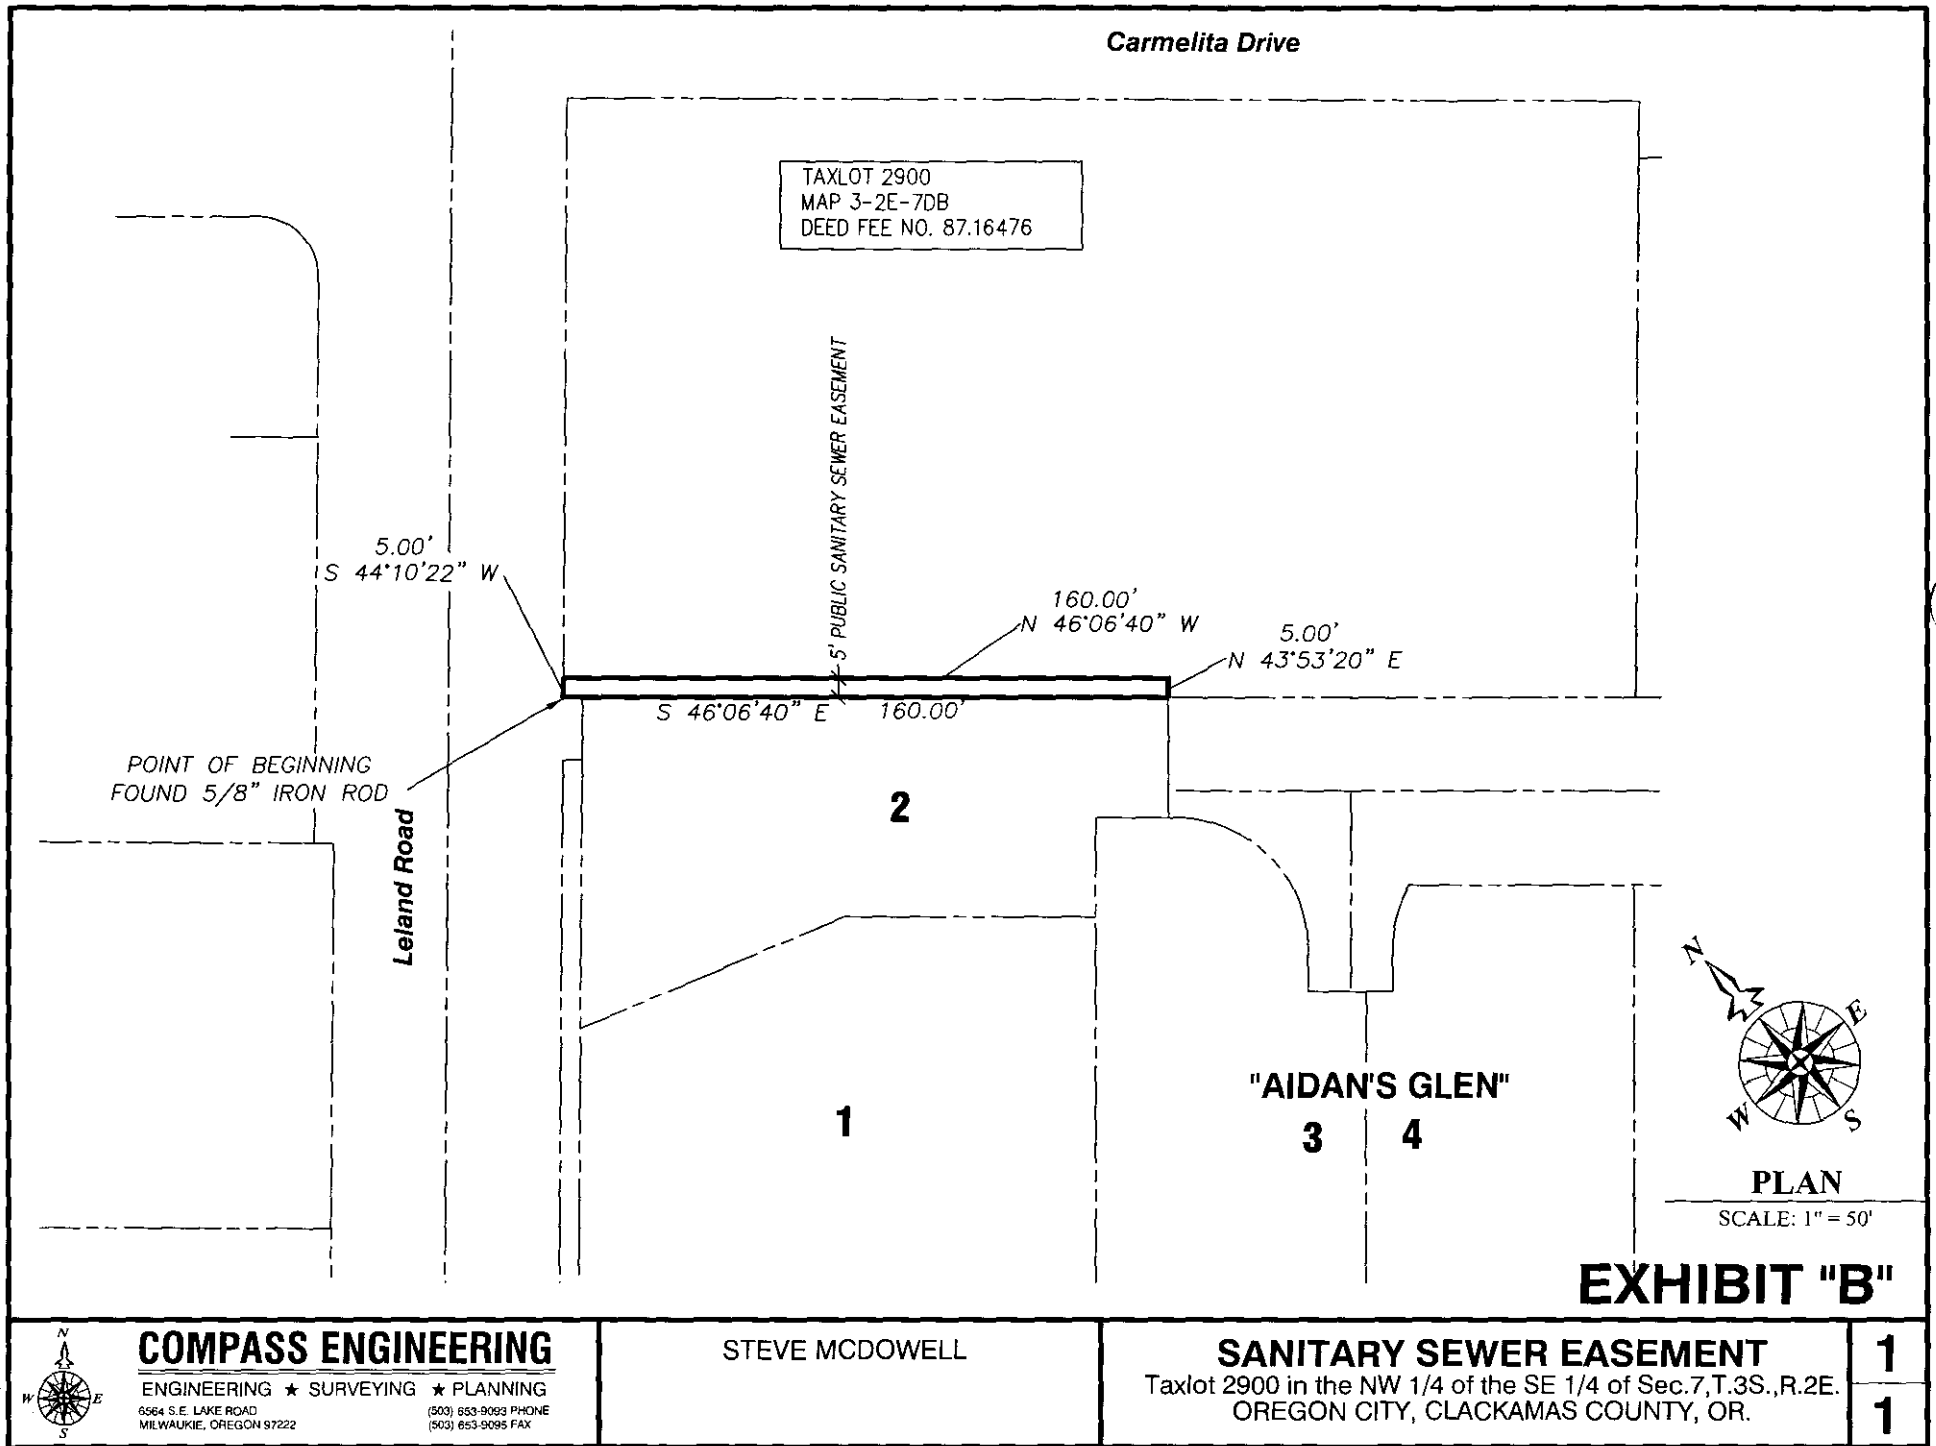 Carmelita Drive
TAXLOT 2900
MAP 3-2E-7DB
DEED FEE NO. 87.16476
5' PUBLIC SANITARY SEWER EASEMENT
5.00'
S 44°10'22" W
160.00'
N 46°06'40" W
5.00'
N 43°53'20" E
S 46°06'40" E 160.00'
POINT OF BEGINNING
FOUND 5/8" IRON ROD
Leland Road
2
1
"AIDAN'S GLEN"
3 4
N
E
W
S
PLAN
SCALE: 1" = 50'
EXHIBIT "B"
N
W E
S
COMPASS ENGINEERING
ENGINEERING ★ SURVEYING ★ PLANNING
6564 S.E. LAKE ROAD (503) 653-9093 PHONE
MILWAUKIE, OREGON 97222 (503) 653-9095 FAX
STEVE MCDOWELL
SANITARY SEWER EASEMENT
Taxlot 2900 in the NW 1/4 of the SE 1/4 of Sec.7,T.3S.,R.2E.
OREGON CITY, CLACKAMAS COUNTY, OR.
1
1